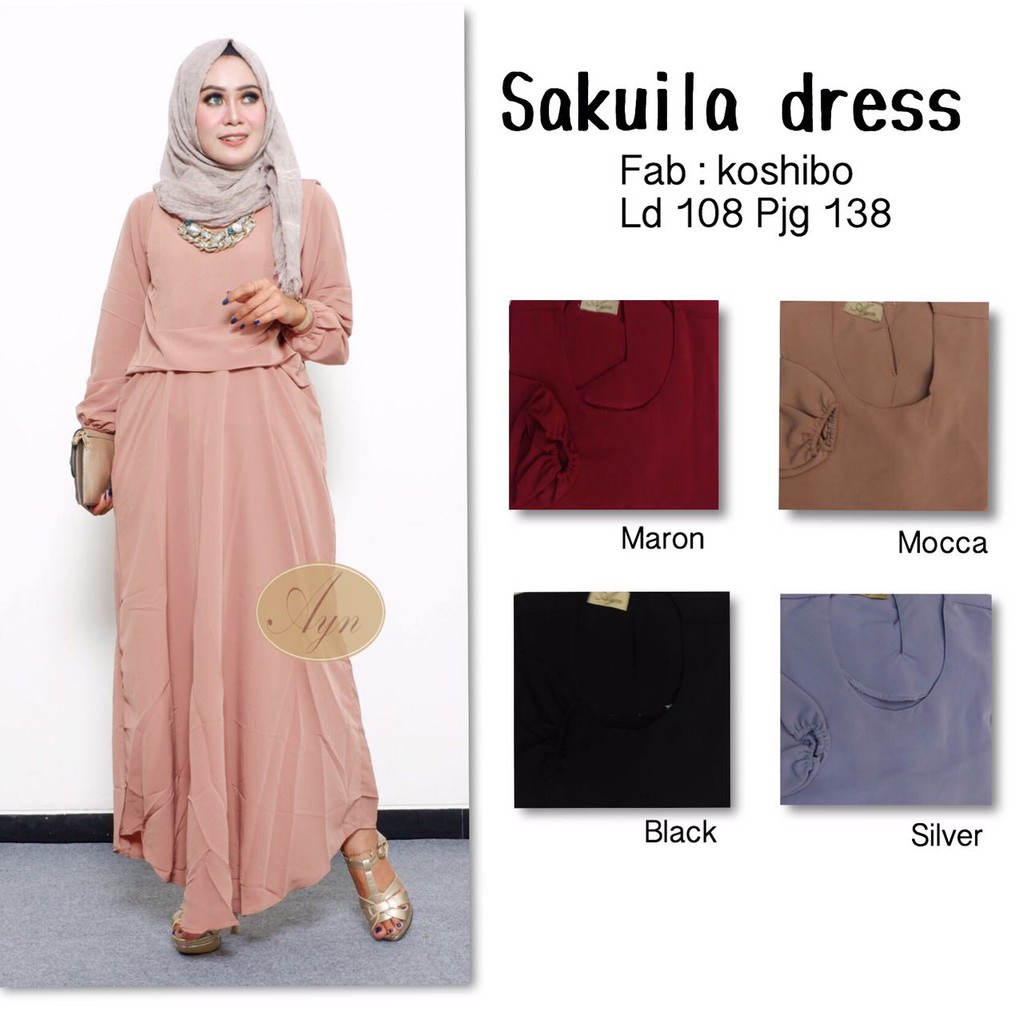 Sakuila dress
Fab : koshibo
Ld 108 Pjg 138
Maron
Mocca
Black
Silver
Ayn